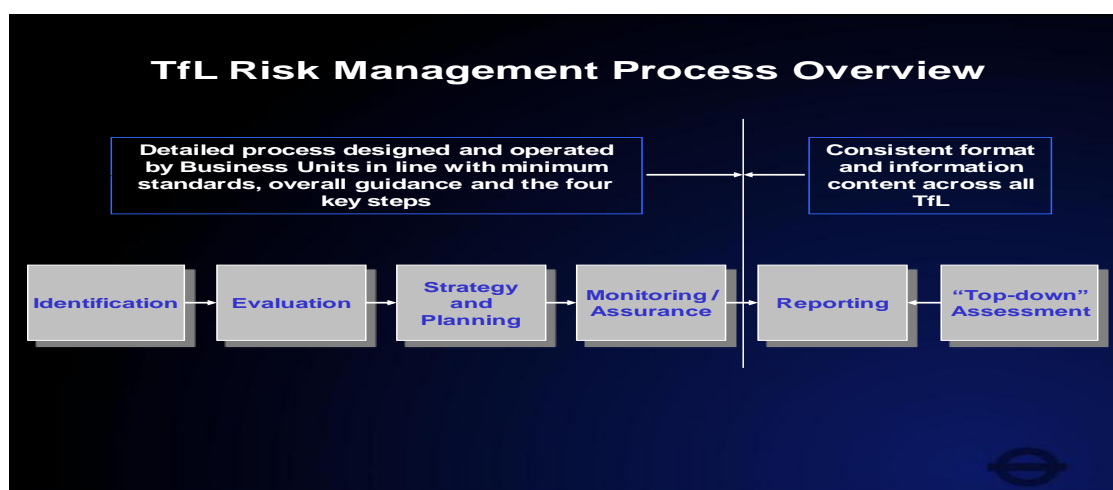 TfL Risk Management Process Overview
Detailed process designed and operated
by Business Units in line with minimum
standards, overall guidance and the four
key steps
Consistent format
and information
content across all
TfL
Identification
Evaluation
Strategy
and
Planning
Monitoring /
Assurance
Reporting
“Top-down”
Assessment